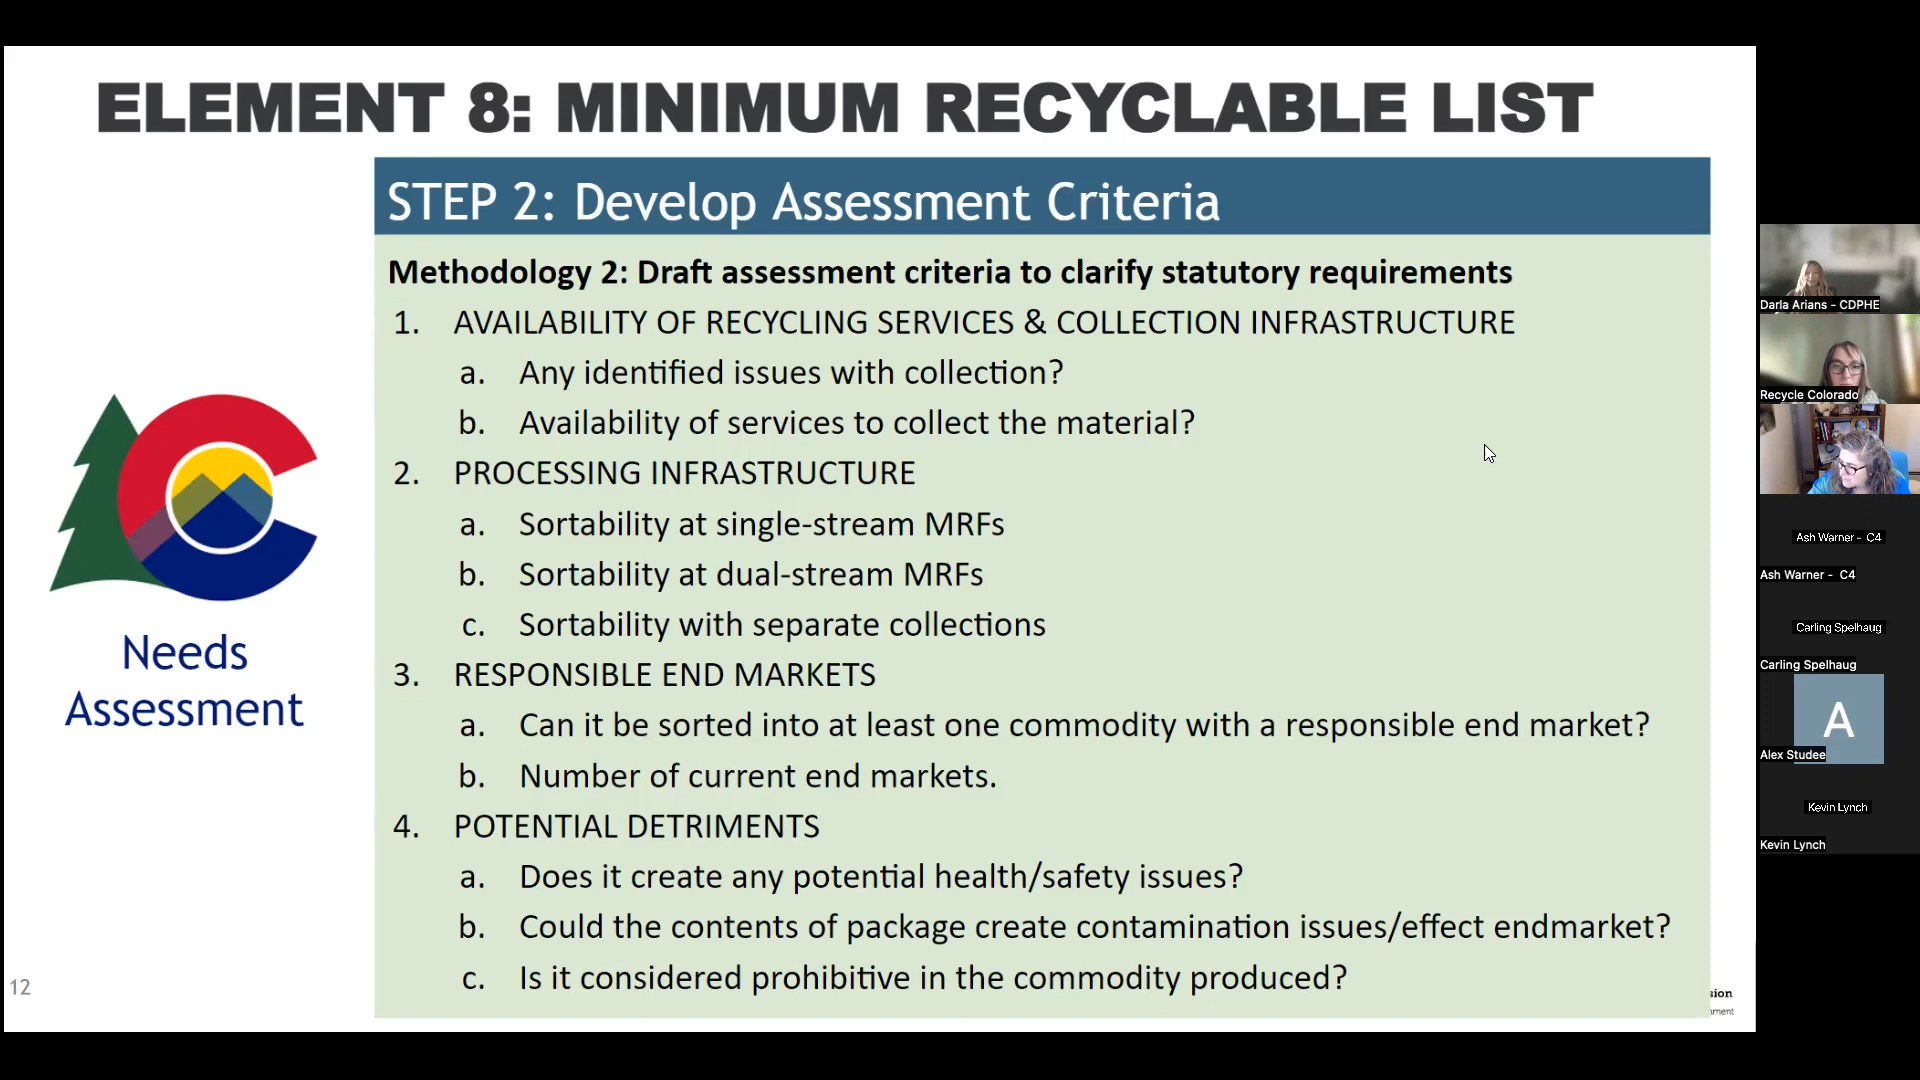 ELEMENT 8: MINIMUM RECYCLABLE LIST
STEP 2: Develop Assessment Criteria
Methodology 2: Draft assessment criteria to clarify statutory requirements
1. AVAILABILITY OF RECYCLING SERVICES & COLLECTION INFRASTRUCTURE
a. Any identified issues with collection?
b. Availability of services to collect the material?
2. PROCESSING INFRASTRUCTURE
a. Sortability at single-stream MRFs
b. Sortability at dual-stream MRFs
c. Sortability with separate collections
3. RESPONSIBLE END MARKETS
a. Can it be sorted into at least one commodity with a responsible end market?
b. Number of current end markets.
4. POTENTIAL DETRIMENTS
a. Does it create any potential health/safety issues?
b. Could the contents of package create contamination issues/effect endmarket?
c. Is it considered prohibitive in the commodity produced?
Needs
Assessment
12
Darla Arians - CDPHE
Recycle Colorado
Ash Warner - C4
Ash Warner - C4
Carling Spelhaug
Carling Spelhaug
A
Alex Studee
Kevin Lynch
Kevin Lynch